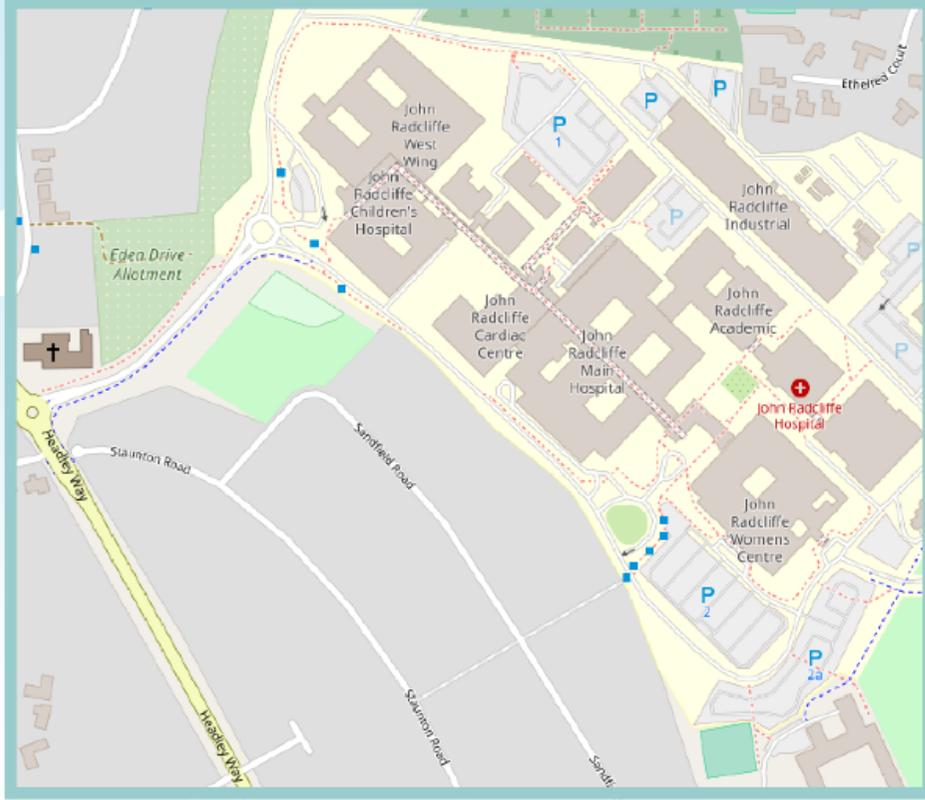 Ethelred Court
John
Radcliffe
West
Wing
P
P
P
1
John
Radcliffe
Children's
Hospital
John
Radcliffe
Industrial
P
P
Eden Drive
Allotment
John
Radcliffe
Cardiac
Centre
John
Radcliffe
Academic
John
Radcliffe
Main
Hospital
P
John Radcliffe
Hospital
Headley Way
Staunton Road
Sandfield Road
John
Radcliffe
Womens
Centre
P
2
P
2a
Headley Way
Staunton Road
Sandfi